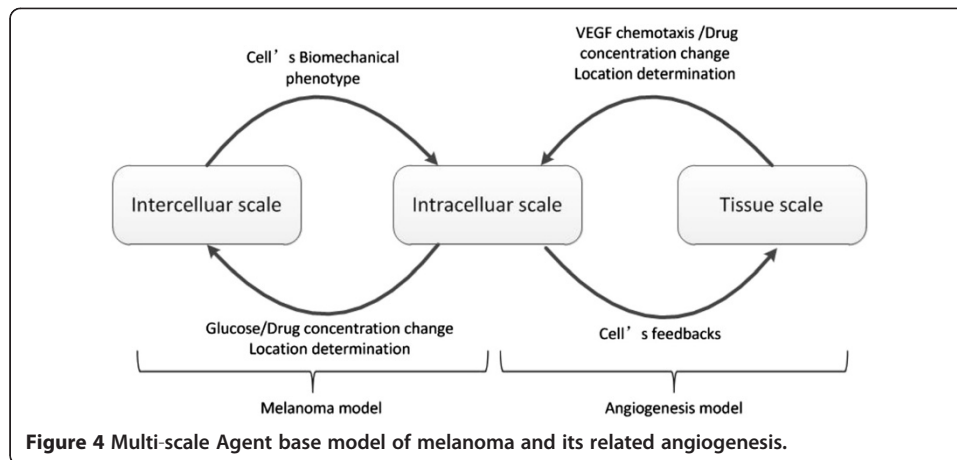 Cell’s Biomechanical
phenotype
VEGF chemotaxis /Drug
concentration change
Location determination
Intercelluar scale
Intracelluar scale
Tissue scale
Glucose/Drug concentration change
Location determination
Cell’s feedbacks
Melanoma model
Angiogenesis model
Figure 4 Multi-scale Agent base model of melanoma and its related angiogenesis.